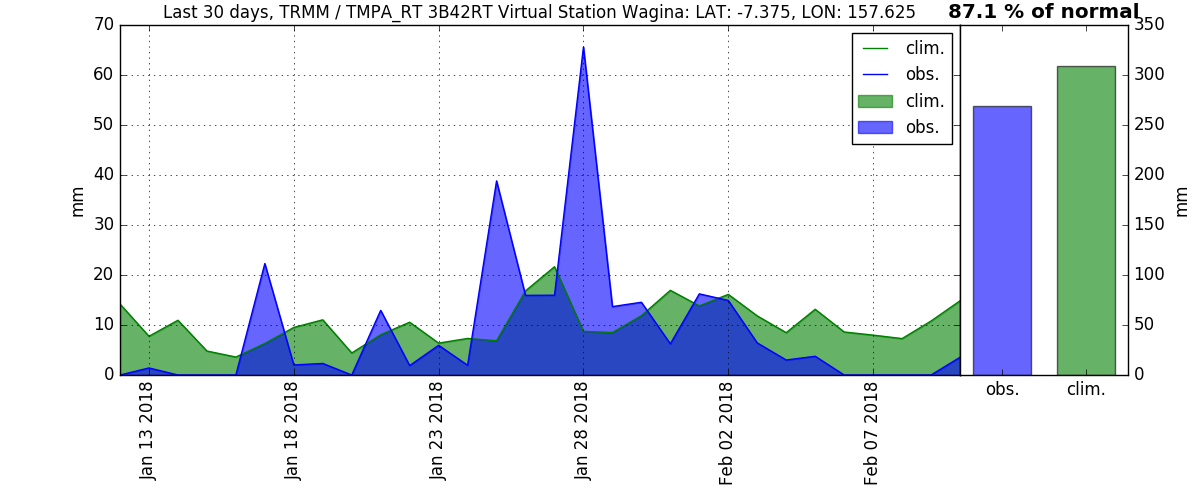 Last 30 days, TRMM / TMPA_RT 3B42RT Virtual Station Wagina: LAT: -7.375, LON: 157.625
87.1 % of normal
70
60
50
40
30
20
10
0
mm
clim.
obs.
clim.
obs.
Jan 13 2018
Jan 18 2018
Jan 23 2018
Jan 28 2018
Feb 02 2018
Feb 07 2018
350
300
250
200
150
100
50
0
mm
obs.
clim.